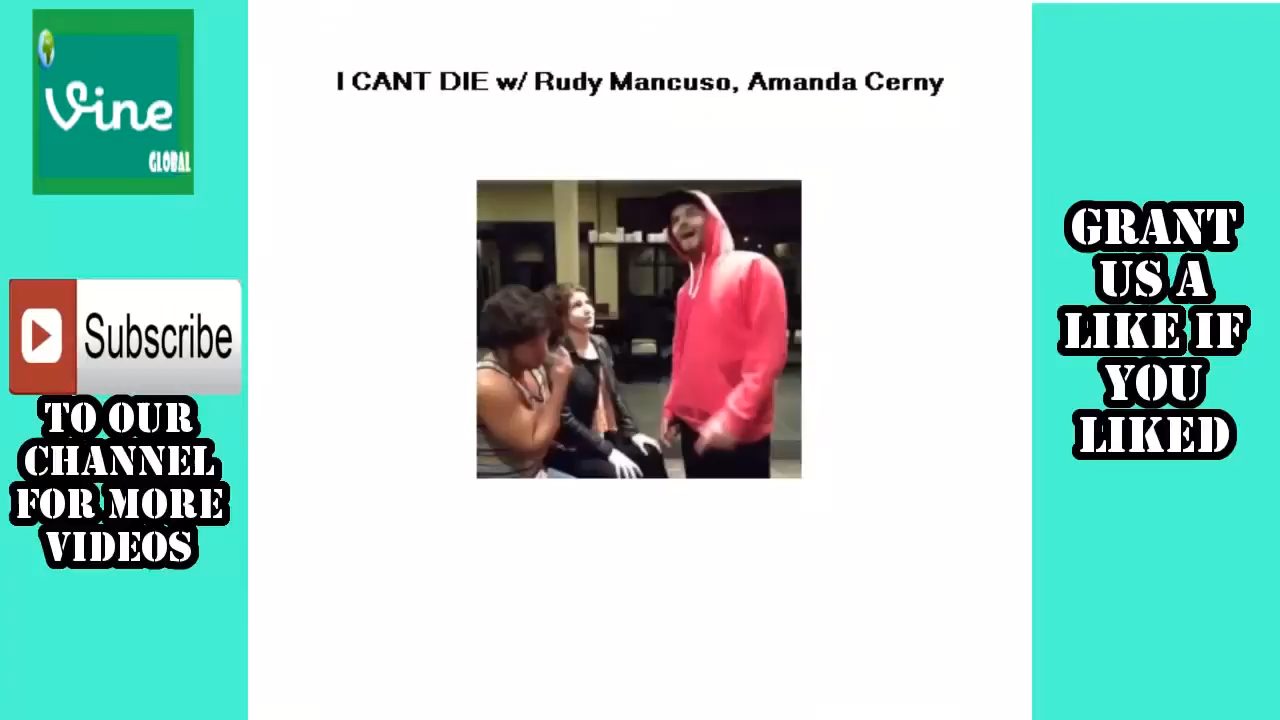 Vine
GLOBAL
I CANT DIE w/ Rudy Mancuso, Amanda Cerny
Subscribe
TO OUR
CHANNEL
FOR MORE
VIDEOS
GRANT
US A
LIKE IF
YOU
LIKED